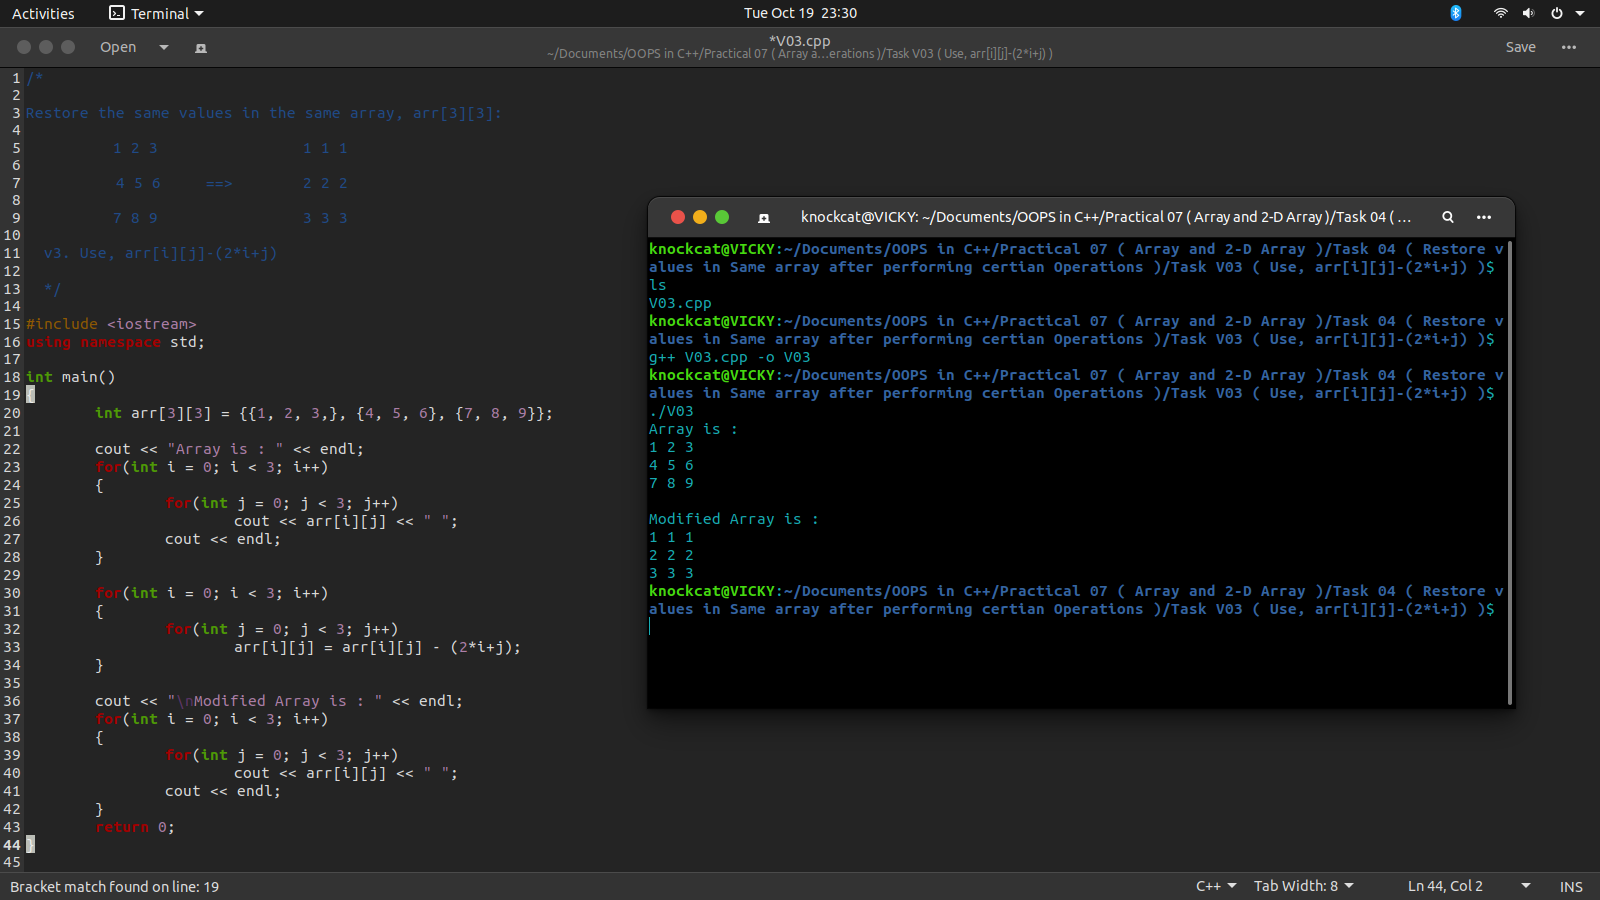 Activities Terminal Tue Oct 19 23:30
Open *V03.cpp Save
~/Documents/OOPS in C++/Practical 07 ( Array a...erations )/Task V03 ( Use, arr[i][j]-(2*i+j) )
1 /*
2
3 Restore the same values in the same array, arr[3][3]:
4
5 1 2 3 1 1 1
6
7 4 5 6 ==> 2 2 2
8
9 7 8 9 3 3 3
10
11 v3. Use, arr[i][j]-(2*i+j)
12
13 */
14
15 #include <iostream>
16 using namespace std;
17
18 int main()
19 {
20 int arr[3][3] = {{1, 2, 3,}, {4, 5, 6}, {7, 8, 9}};
21
22 cout << "Array is : " << endl;
23 for(int i = 0; i < 3; i++)
24 {
25 for(int j = 0; j < 3; j++)
26 cout << arr[i][j] << " ";
27 cout << endl;
28 }
29
30 for(int i = 0; i < 3; i++)
31 {
32 for(int j = 0; j < 3; j++)
33 arr[i][j] = arr[i][j] - (2*i+j);
34 }
35
36 cout << "\nModified Array is : " << endl;
37 for(int i = 0; i < 3; i++)
38 {
39 for(int j = 0; j < 3; j++)
40 cout << arr[i][j] << " ";
41 cout << endl;
42 }
43 return 0;
44 }
45
knockcat@VICKY: ~/Documents/OOPS in C++/Practical 07 ( Array and 2-D Array )/Task 04 ( ...
knockcat@VICKY:~/Documents/OOPS in C++/Practical 07 ( Array and 2-D Array )/Task 04 ( Restore v
alues in Same array after performing certian Operations )/Task V03 ( Use, arr[i][j]-(2*i+j) )$
ls
V03.cpp
knockcat@VICKY:~/Documents/OOPS in C++/Practical 07 ( Array and 2-D Array )/Task 04 ( Restore v
alues in Same array after performing certian Operations )/Task V03 ( Use, arr[i][j]-(2*i+j) )$
g++ V03.cpp -o V03
knockcat@VICKY:~/Documents/OOPS in C++/Practical 07 ( Array and 2-D Array )/Task 04 ( Restore v
alues in Same array after performing certian Operations )/Task V03 ( Use, arr[i][j]-(2*i+j) )$
./V03
Array is :
1 2 3
4 5 6
7 8 9
Modified Array is :
1 1 1
2 2 2
3 3 3
knockcat@VICKY:~/Documents/OOPS in C++/Practical 07 ( Array and 2-D Array )/Task 04 ( Restore v
alues in Same array after performing certian Operations )/Task V03 ( Use, arr[i][j]-(2*i+j) )$
Bracket match found on line: 19 C++ Tab Width: 8 Ln 44, Col 2 INS